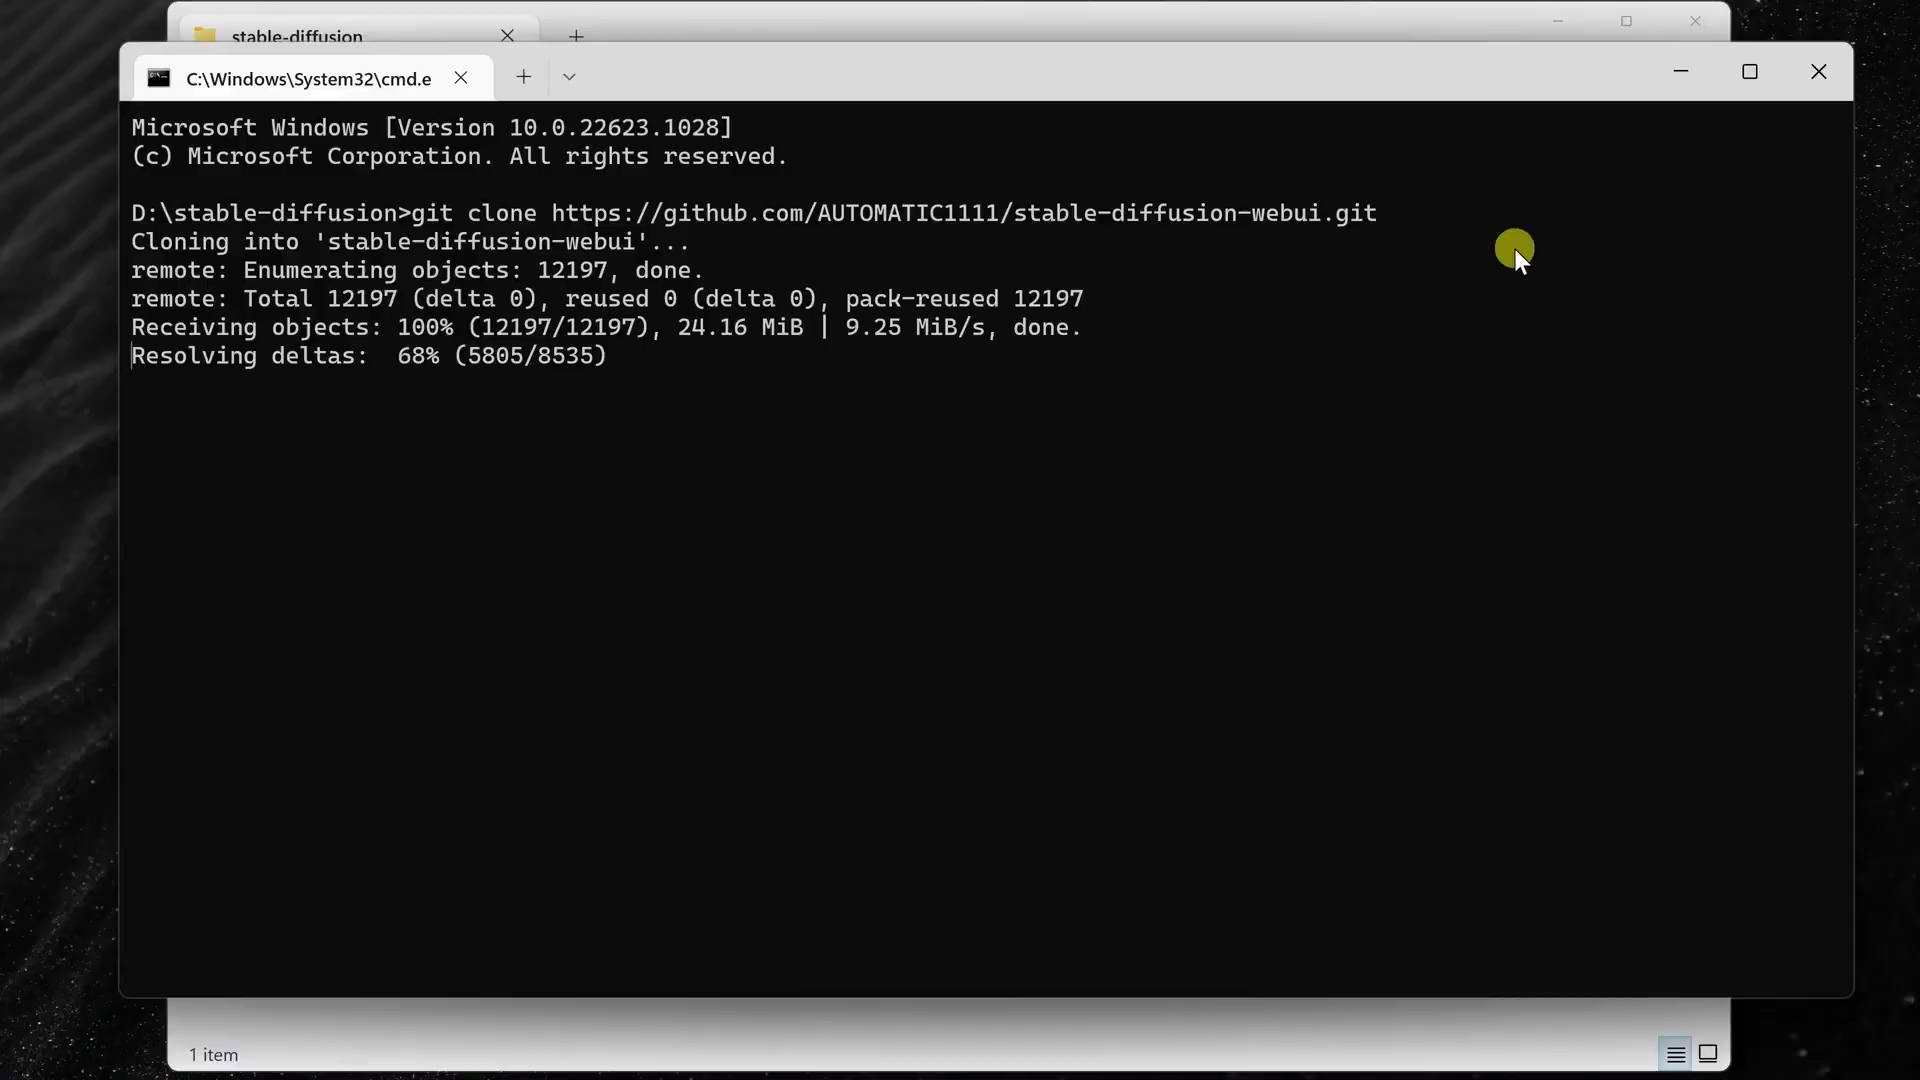 stable-diffusion
C:\Windows\System32\cmd.e
Microsoft Windows [Version 10.0.22623.1028]
(c) Microsoft Corporation. All rights reserved.
D:\stable-diffusion>git clone https://github.com/AUTOMATIC1111/stable-diffusion-webui.git
Cloning into 'stable-diffusion-webui'...
remote: Enumerating objects: 12197, done.
remote: Total 12197 (delta 0), reused 0 (delta 0), pack-reused 12197
Receiving objects: 100% (12197/12197), 24.16 MiB | 9.25 MiB/s, done.
Resolving deltas:  68% (5805/8535)
1 item